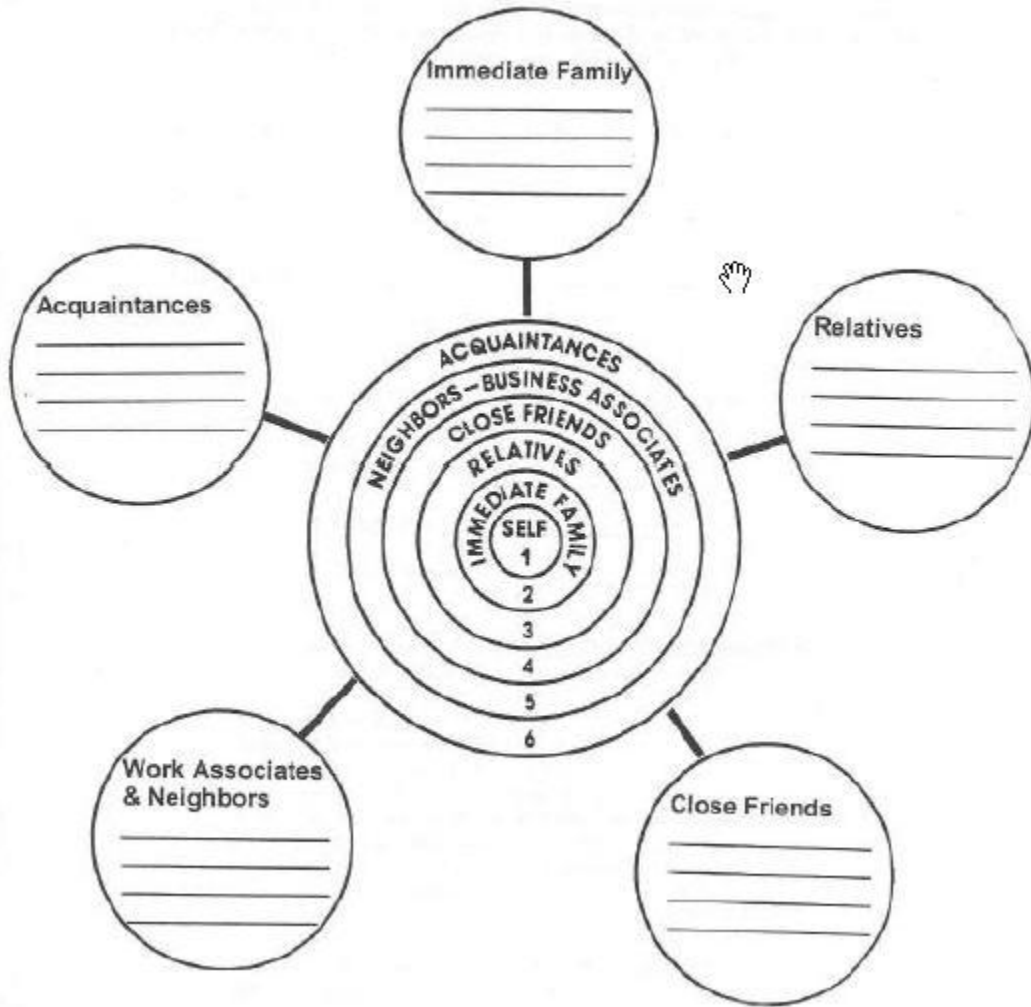 Immediate Family
Acquaintances
Relatives
ACQUAINTANCES
NEIGHBORS-BUSINESS ASSOCIATES
CLOSE FRIENDS
RELATIVES
IMMEDIATE FAMILY
SELF
1
2
3
4
5
6
Work Associates
& Neighbors
Close Friends